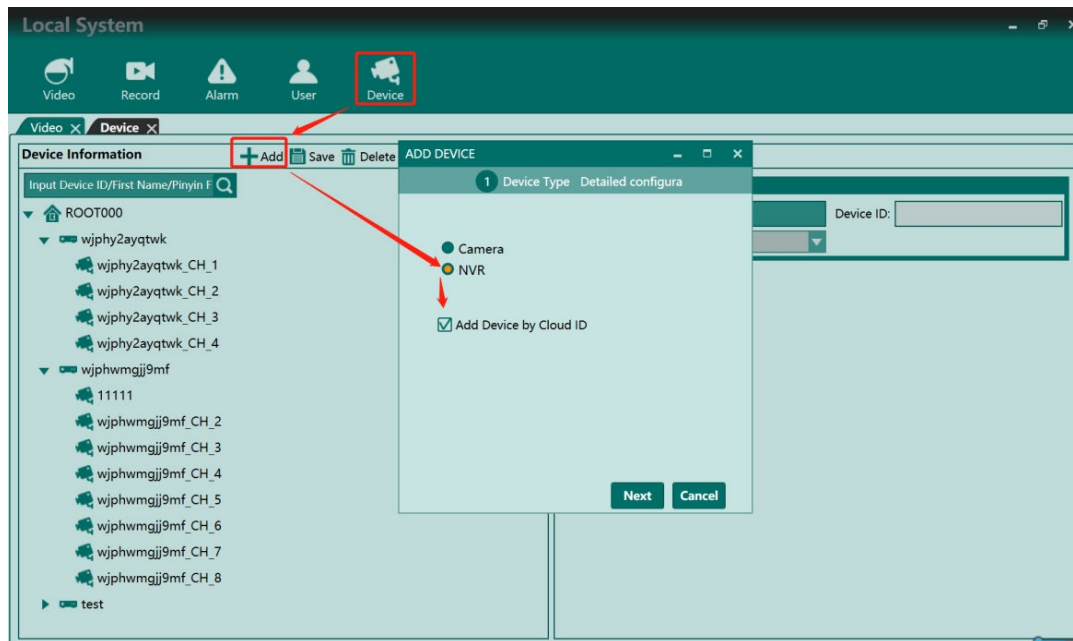 Local System
Video Record Alarm User Device
Video Device
Device Information Add Save Delete
Input Device ID/First Name/Pinyin F
ROOT000
wjphy2ayqtwk
wjphy2ayqtwk_CH_1
wjphy2ayqtwk_CH_2
wjphy2ayqtwk_CH_3
wjphy2ayqtwk_CH_4
wjphwmgjj9mf
11111
wjphwmgjj9mf_CH_2
wjphwmgjj9mf_CH_3
wjphwmgjj9mf_CH_4
wjphwmgjj9mf_CH_5
wjphwmgjj9mf_CH_6
wjphwmgjj9mf_CH_7
wjphwmgjj9mf_CH_8
test
ADD DEVICE
1 Device Type Detailed configura
Camera
NVR
Add Device by Cloud ID
Next Cancel
Device ID: